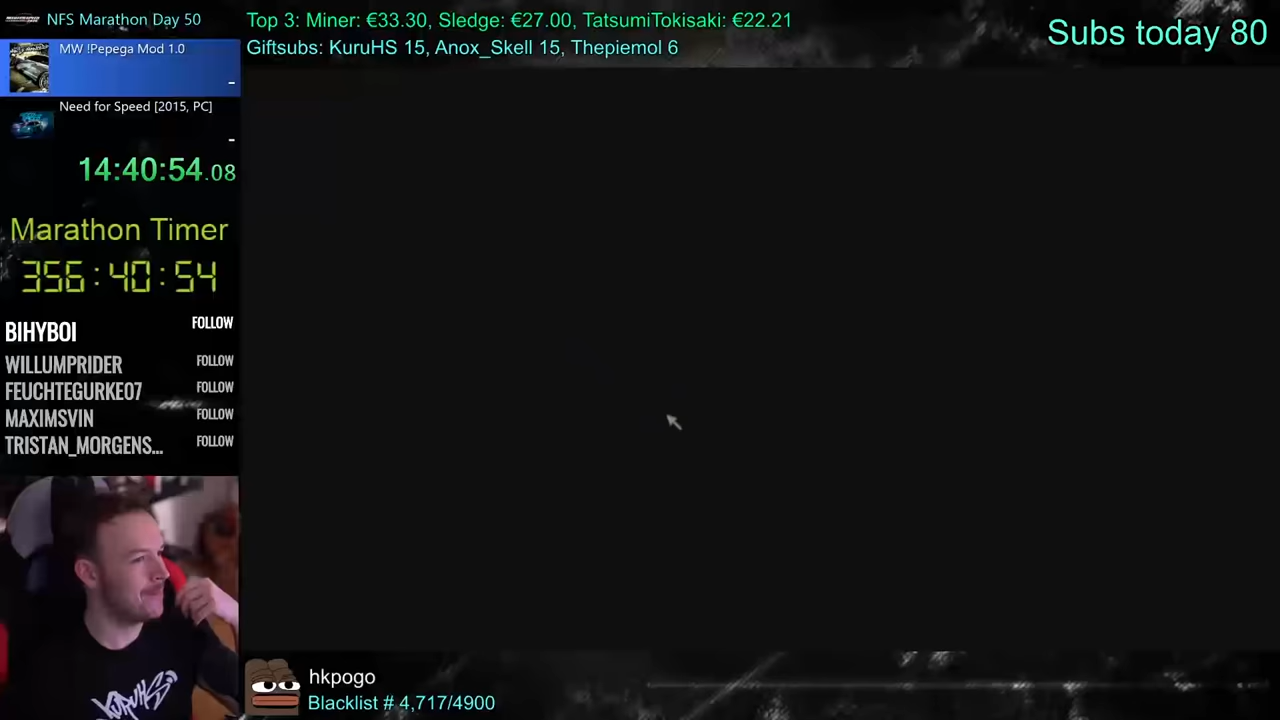 NFS Marathon Day 50
MW !Pepega Mod 1.0
-
Need for Speed [2015, PC]
-
14:40:54.08
Marathon Timer
356:40:54
BIHYBOI FOLLOW
WILLUMPRIDER FOLLOW
FEUCHTEGURKE07 FOLLOW
MAXIMSVIN FOLLOW
TRISTAN_MORGENS... FOLLOW
Top 3: Miner: €33.30, Sledge: €27.00, TatsumiTokisaki: €22.21
Giftsubs: KuruHS 15, Anox_Skell 15, Thepiemol 6
Subs today 80
hkpogo
Blacklist # 4,717/4900